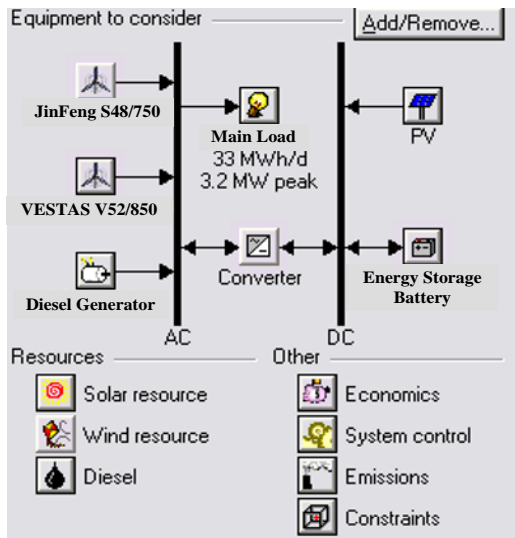 Equipment to consider
Add/Remove...
JinFeng S48/750
Main Load
33 MWh/d
3.2 MW peak
PV
VESTAS V52/850
Converter
Energy Storage
Battery
Diesel Generator
AC
DC
Resources
Other
Solar resource
Economics
Wind resource
System control
Diesel
Emissions
Constraints